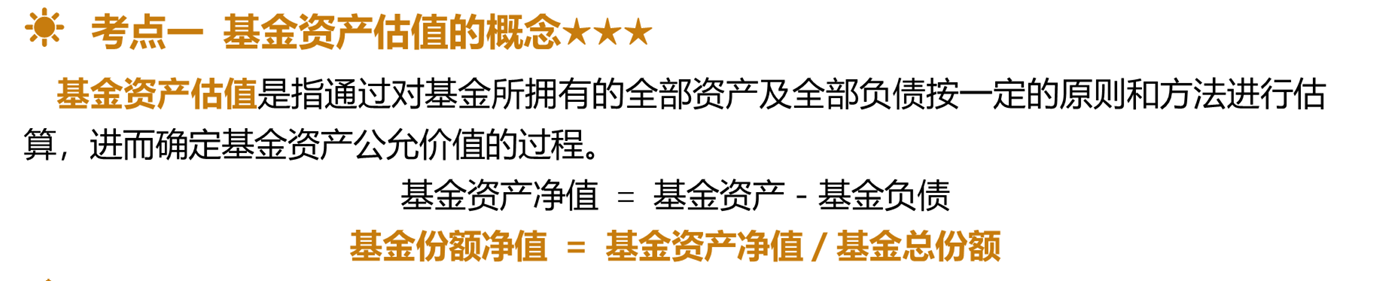 考点一 基金资产估值的概念★★★
基金资产估值是指通过对基金所拥有的全部资产及全部负债按一定的原则和方法进行估
算，进而确定基金资产公允价值的过程。
基金资产净值 = 基金资产 - 基金负债
基金份额净值 = 基金资产净值 / 基金总份额